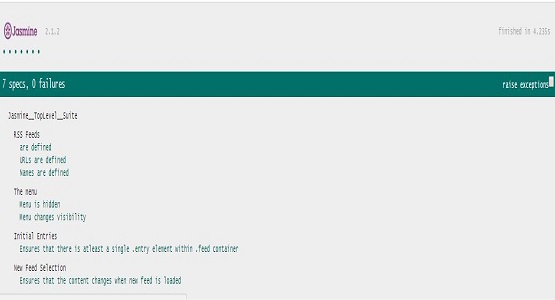 Jasmine 2.1.2
finished in 4.235s
7 specs, 0 failures
raise exceptions
Jasmine__TopLevel__Suite
RSS Feeds
are defined
URLs are defined
Names are defined
The menu
Menu is hidden
Menu changes visibility
Initial Entries
Ensures that there is atleast a single .entry element within .feed container
New Feed Selection
Ensures that the content changes when new feed is loaded